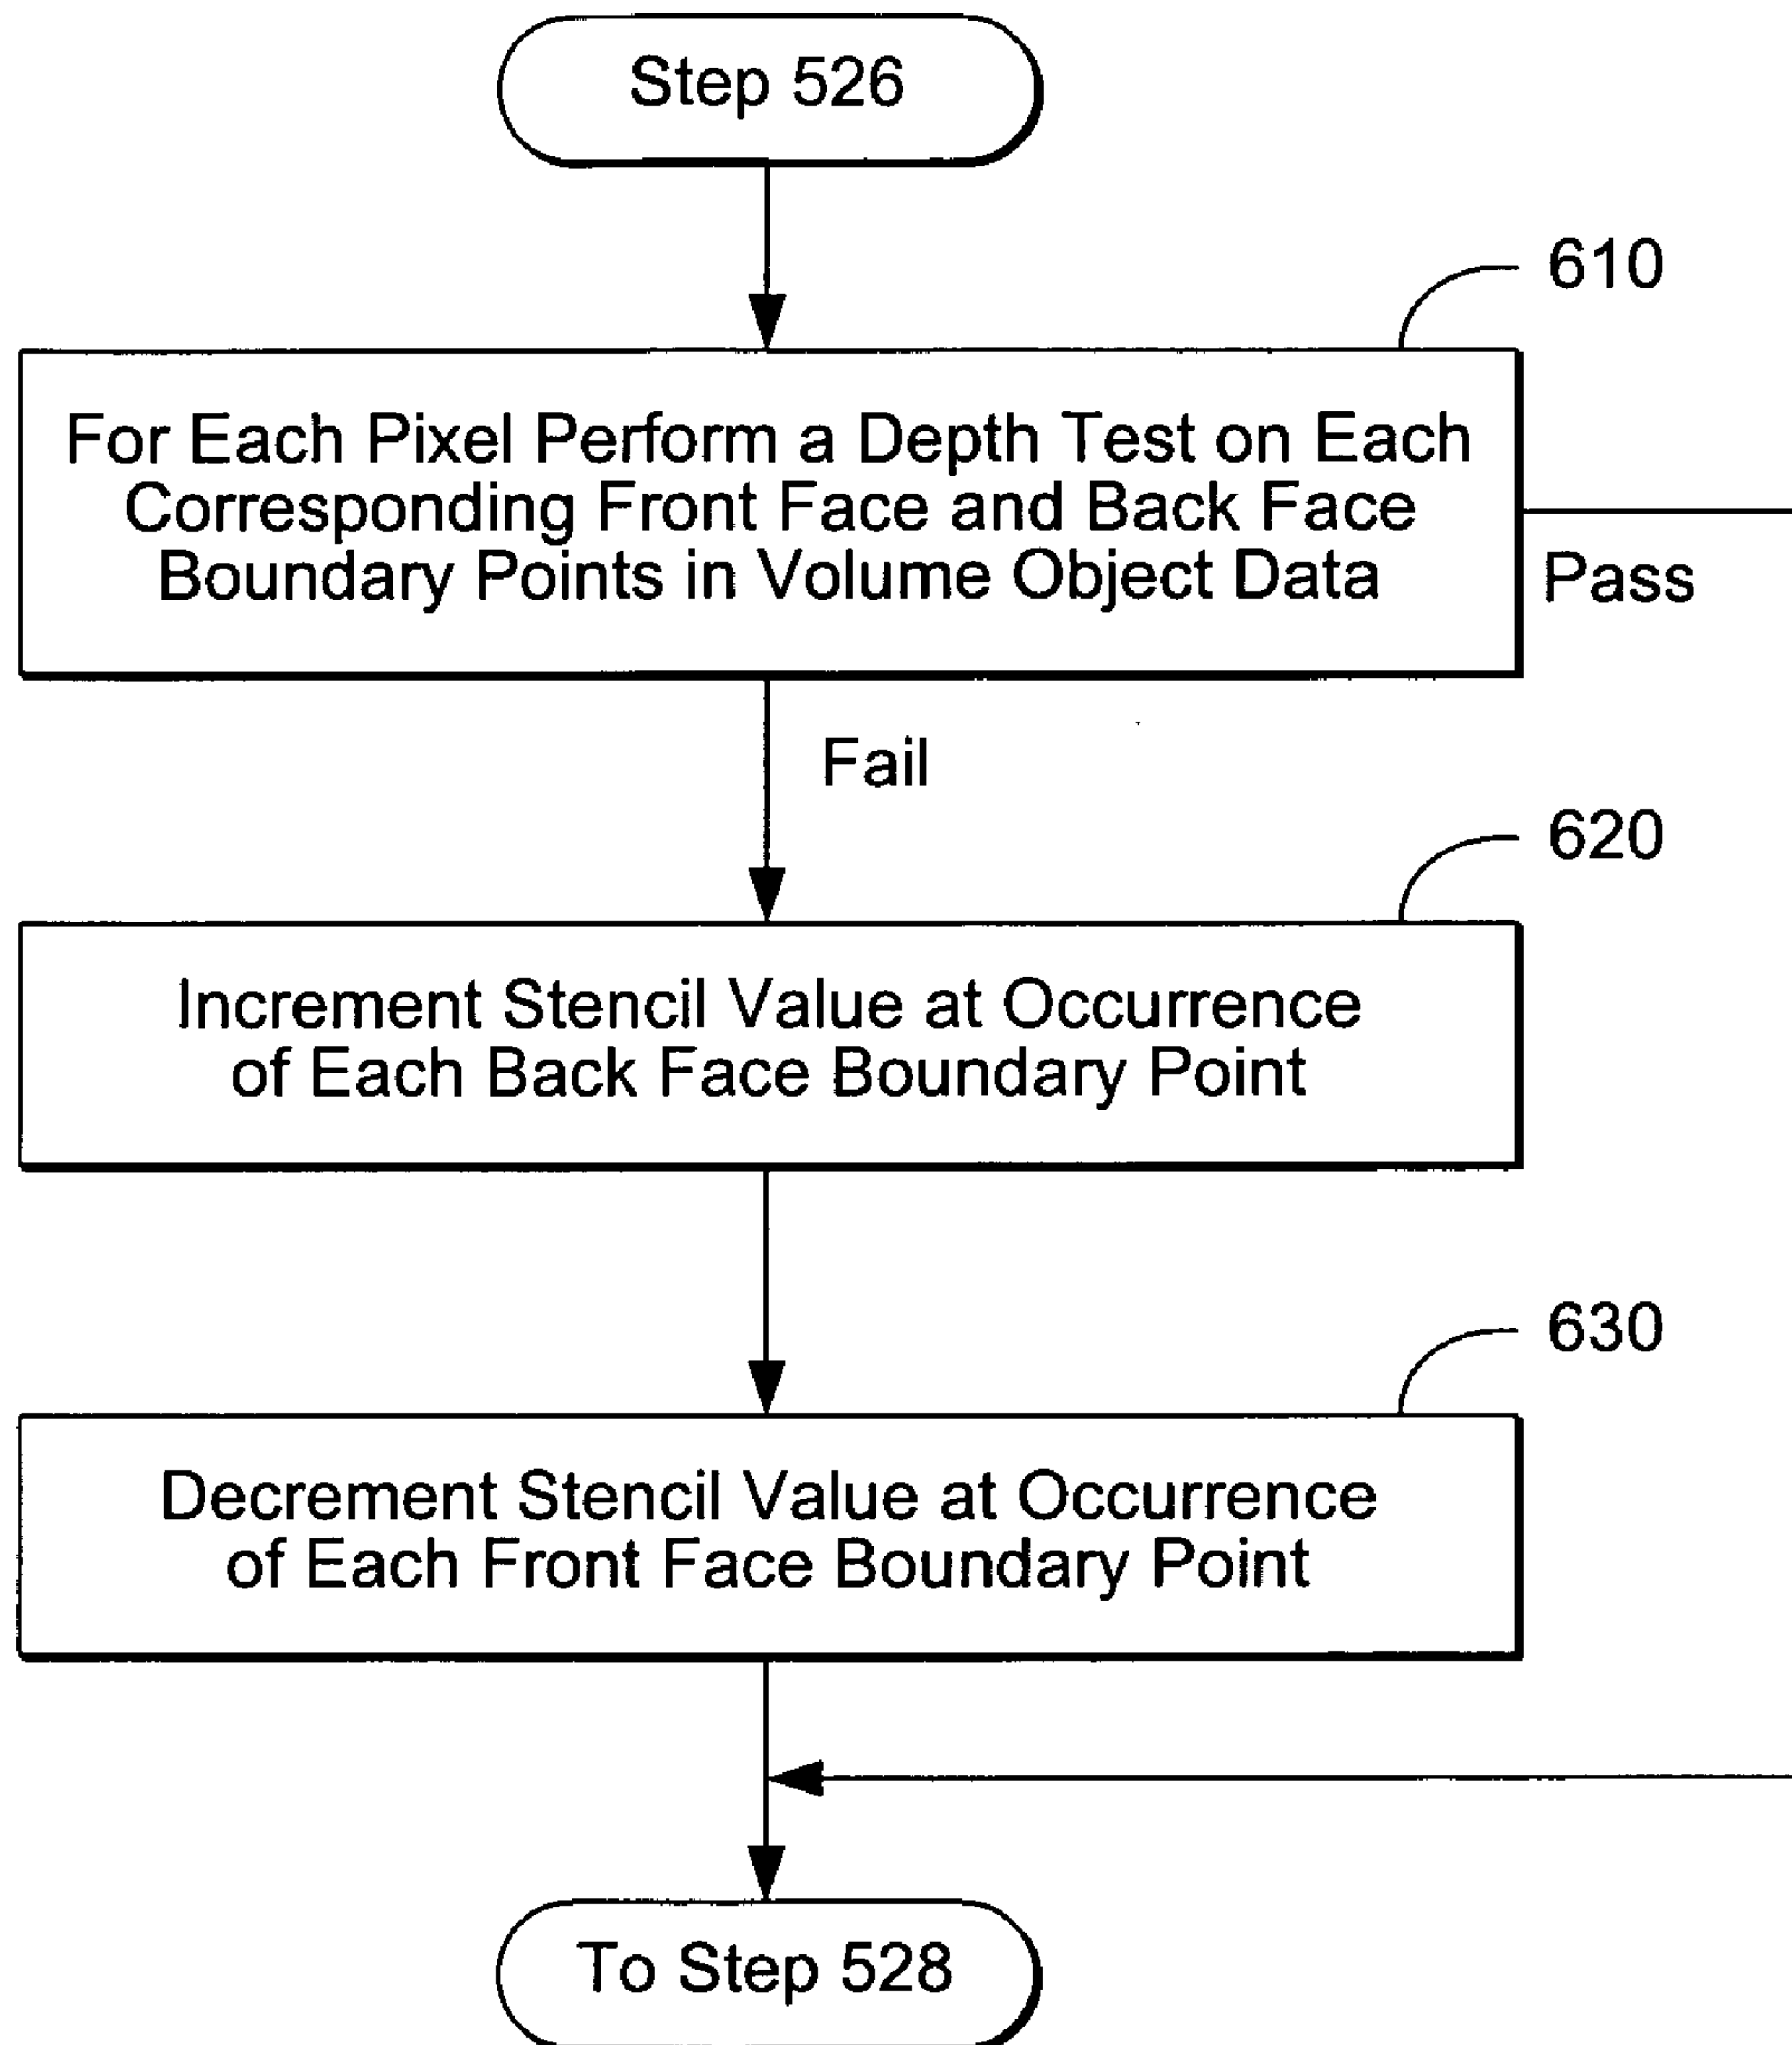 Step 526
610
For Each Pixel Perform a Depth Test on Each
Corresponding Front Face and Back Face
Boundary Points in Volume Object Data
Pass
Fail
620
Increment Stencil Value at Occurrence
of Each Back Face Boundary Point
630
Decrement Stencil Value at Occurrence
of Each Front Face Boundary Point
To Step 528